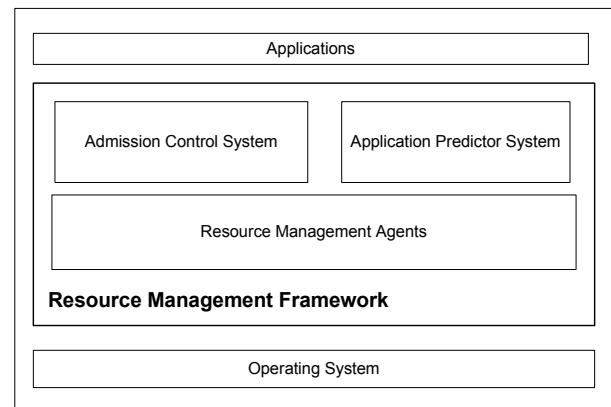 Applications
Admission Control System
Application Predictor System
Resource Management Agents
Resource Management Framework
Operating System